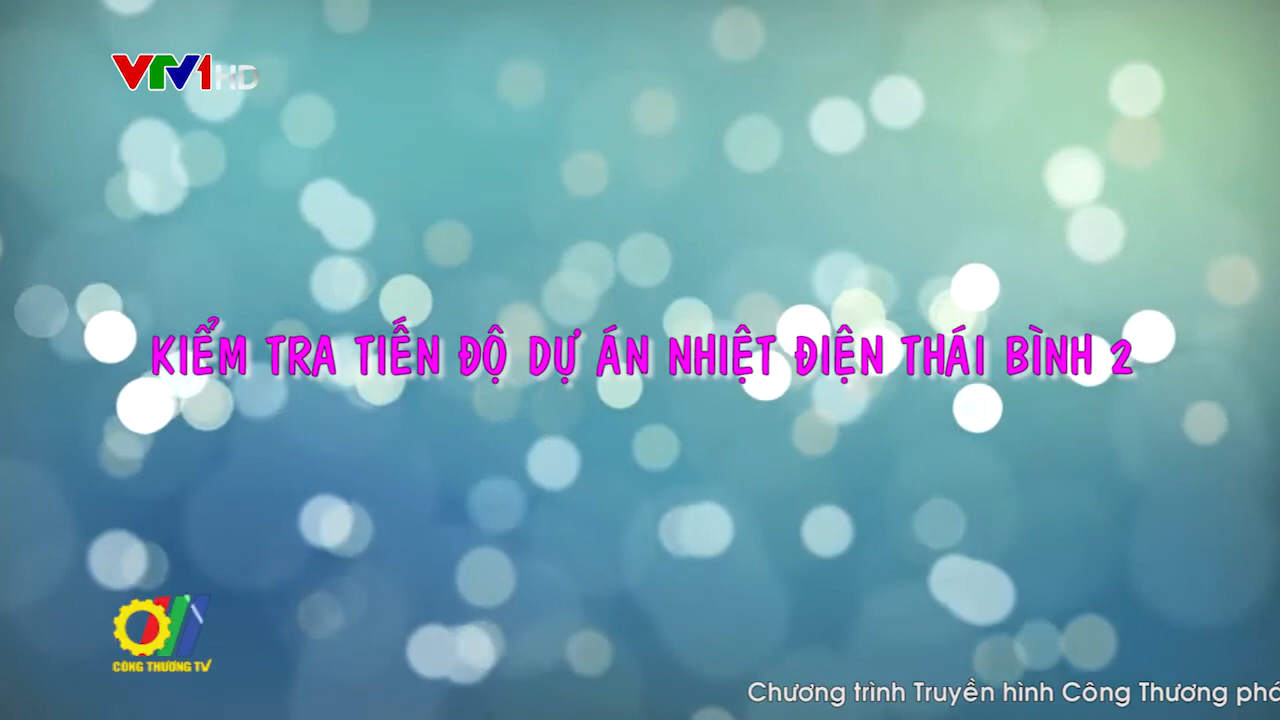 VTV1 HD
KIỂM TRA TIẾN ĐỘ DỰ ÁN NHIỆT ĐIỆN THÁI BÌNH 2
CÔNG THƯƠNG TV
Chương trình Truyền hình Công Thương phá